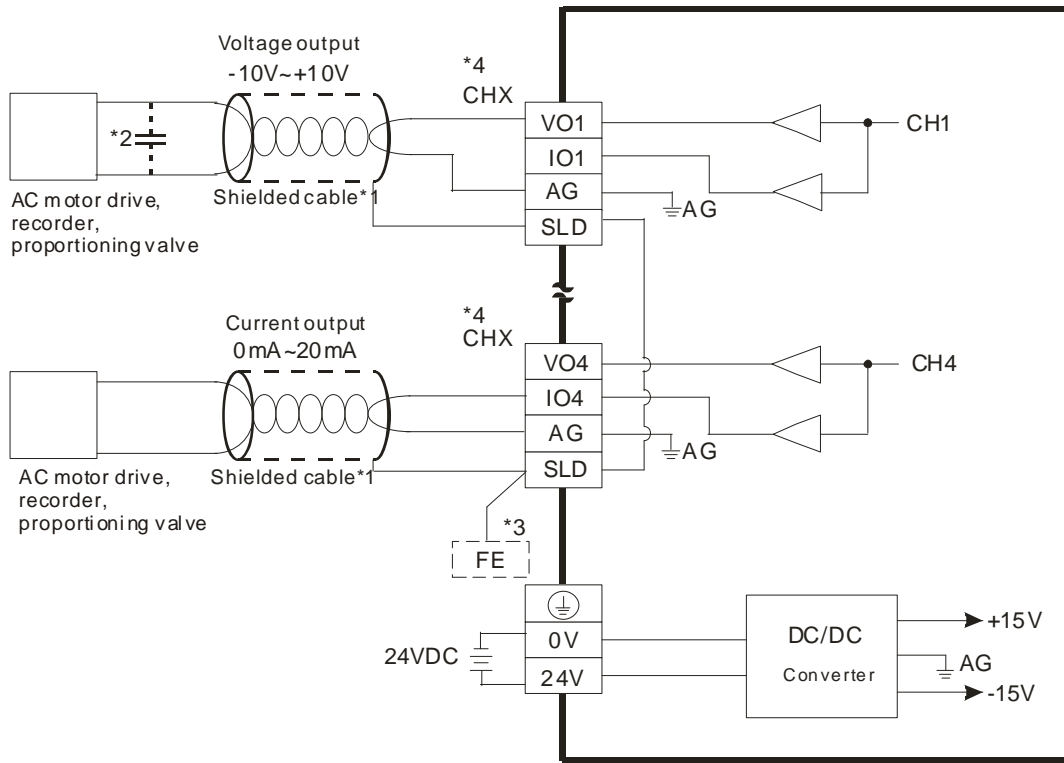 Voltage output
-10V~+10V
*4
CHX
*2
VO1
CH1
IO1
AG
AG
SLD
Shielded cable*1
AC motor drive,
recorder,
proportioning valve
Current output
0mA~20mA
*4
CHX
VO4
CH4
IO4
AG
AG
SLD
Shielded cable*1
AC motor drive,
recorder,
proportioning valve
*3
FE
24VDC
0V
24V
DC/DC
Converter
+15V
AG
-15V